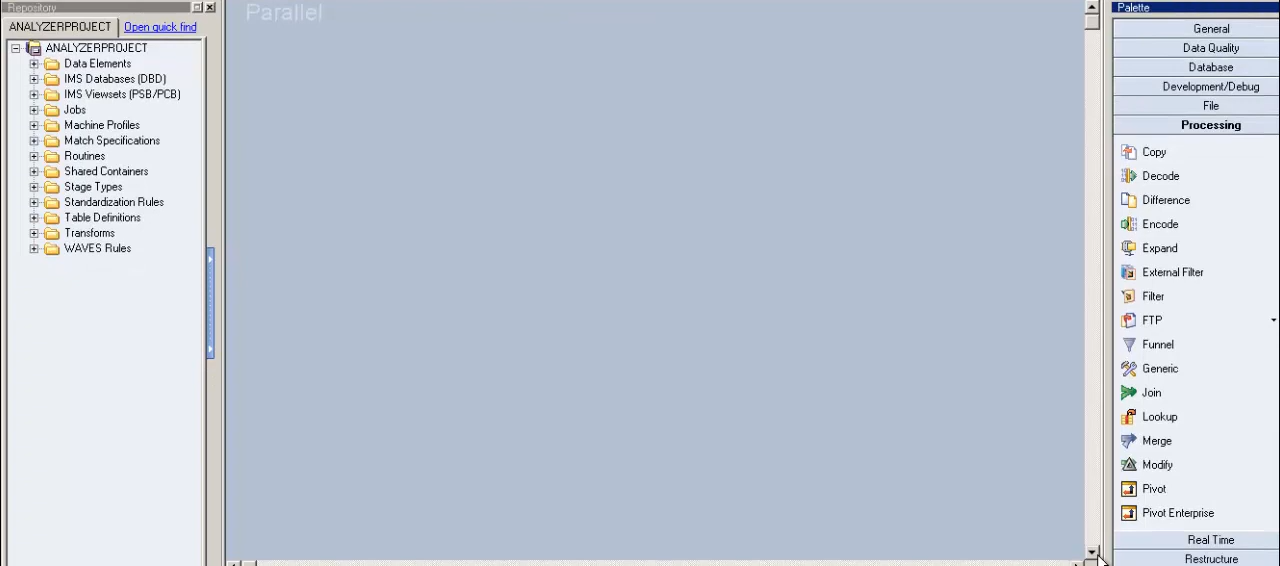 Repository
ANALYZERPROJECT Open quick find
ANALYZERPROJECT
Data Elements
IMS Databases (DBD)
IMS Viewsets (PSB/PCB)
Jobs
Machine Profiles
Match Specifications
Routines
Shared Containers
Stage Types
Standardization Rules
Table Definitions
Transforms
WAVES Rules
Parallel
Palette
General
Data Quality
Database
Development/Debug
File
Processing
Copy
Decode
Difference
Encode
Expand
External Filter
Filter
FTP
Funnel
Generic
Join
Lookup
Merge
Modify
Pivot
Pivot Enterprise
Real Time
Restructure